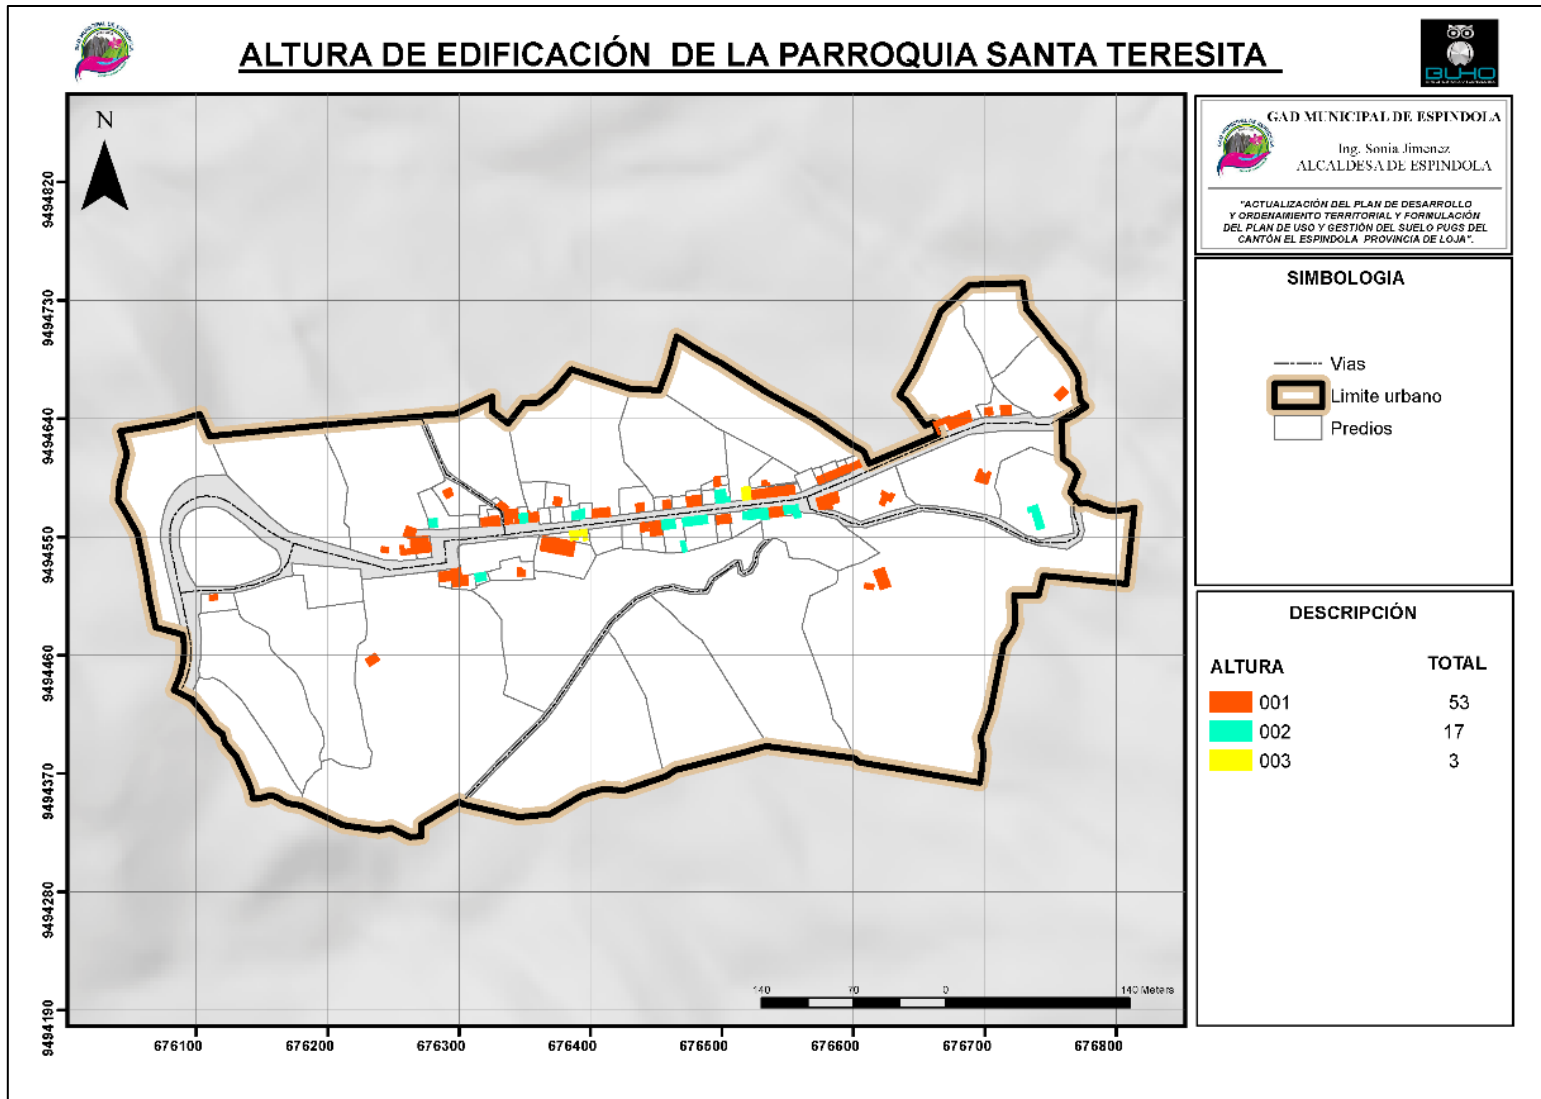 ALTURA DE EDIFICACIÓN DE LA PARROQUIA SANTA TERESITA
BUHO
GAD MUNICIPAL DE ESPINDOLA
Ing. Sonia Jimenez
ALCALDESA DE ESPINDOLA
"ACTUALIZACIÓN DEL PLAN DE DESARROLLO
Y ORDENAMIENTO TERRITORIAL Y FORMULACIÓN
DEL PLAN DE USO Y GESTIÓN DEL SUELO PUGS DEL
CANTÓN EL ESPINDOLA PROVINCIA DE LOJA".
SIMBOLOGIA
Vias
Limite urbano
Predios
DESCRIPCIÓN
ALTURA TOTAL
001 53
002 17
003 3
N
9494820
9494730
9494640
9494550
9494460
9494370
9494280
9494190
140 70 0 140 Meters
676100 676200 676300 676400 676500 676600 676700 676800